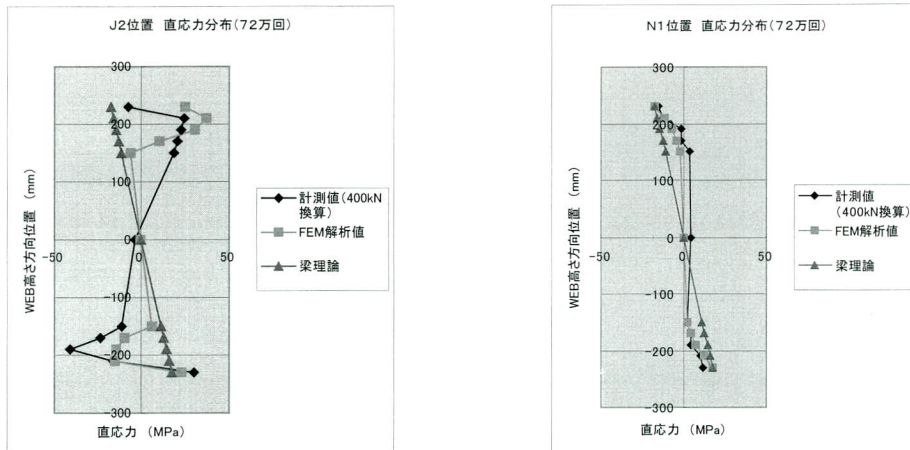 J2位置 直応力分布(72万回)
300
200
100
0
-50
0
50
-100
-200
-300
WEB高さ方向位置 (mm)
直応力 (MPa)
計測値(400kN
換算)
FEM解析値
梁理論
N1位置 直応力分布(72万回)
300
200
100
0
-50
0
50
-100
-200
-300
WEB高さ方向位置 (mm)
直応力 (MPa)
計測値
(400kN換算)
FEM解析値
梁理論